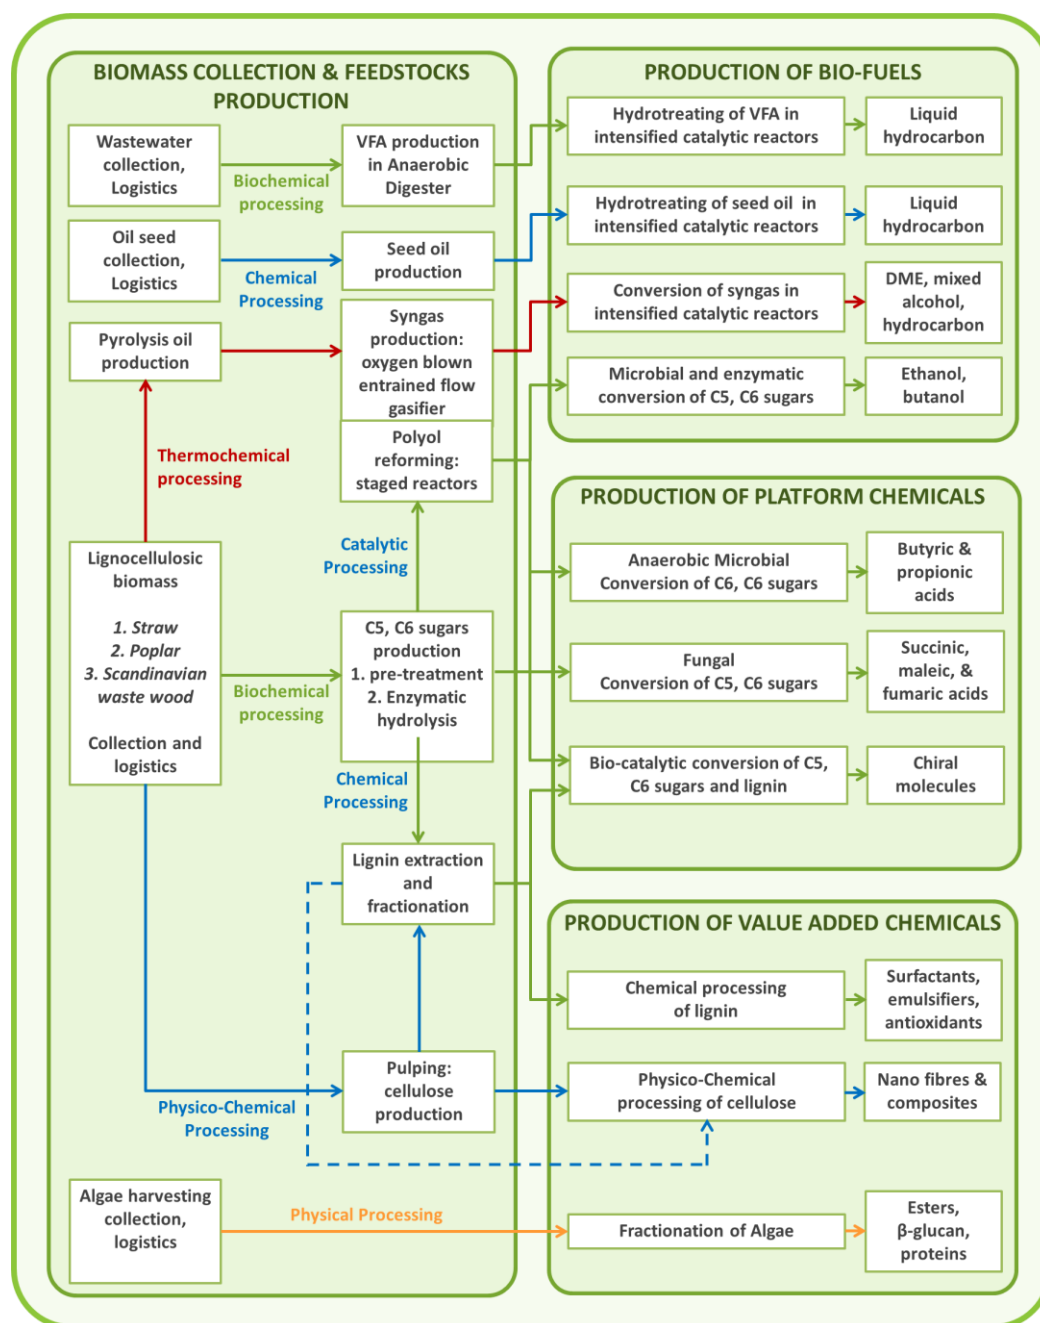 BIOMASS COLLECTION & FEEDSTOCKS
PRODUCTION
Wastewater
collection,
Logistics
Biochemical
processing
VFA production
in Anaerobic
Digester
Oil seed
collection,
Logistics
Chemical
Processing
Seed oil
production
Pyrolysis oil
production
Syngas
production:
oxygen blown
entrained flow
gasifier
Thermochemical
processing
Polyol
reforming:
staged reactors
Catalytic
Processing
Lignocellulosic
biomass
1. Straw
2. Poplar
3. Scandinavian
waste wood
Collection and
logistics
Biochemical
processing
C5, C6 sugars
production
1. pre-treatment
2. Enzymatic
hydrolysis
Chemical
Processing
Lignin extraction
and
fractionation
Physico-Chemical
Processing
Pulping:
cellulose
production
Algae harvesting
collection,
logistics
Physical Processing
PRODUCTION OF BIO-FUELS
Hydrotreating of VFA in
intensified catalytic reactors
Liquid
hydrocarbon
Hydrotreating of seed oil in
intensified catalytic reactors
Liquid
hydrocarbon
Conversion of syngas in
intensified catalytic reactors
DME, mixed
alcohol,
hydrocarbon
Microbial and enzymatic
conversion of C5, C6 sugars
Ethanol,
butanol
PRODUCTION OF PLATFORM CHEMICALS
Anaerobic Microbial
Conversion of C6, C6 sugars
Butyric &
propionic
acids
Fungal
Conversion of C5, C6 sugars
Succinic,
maleic, &
fumaric acids
Bio-catalytic conversion of C5,
C6 sugars and lignin
Chiral
molecules
PRODUCTION OF VALUE ADDED CHEMICALS
Chemical processing
of lignin
Surfactants,
emulsifiers,
antioxidants
Physico-Chemical
processing of cellulose
Nano fibres &
composites
Fractionation of Algae
Esters,
β-glucan,
proteins